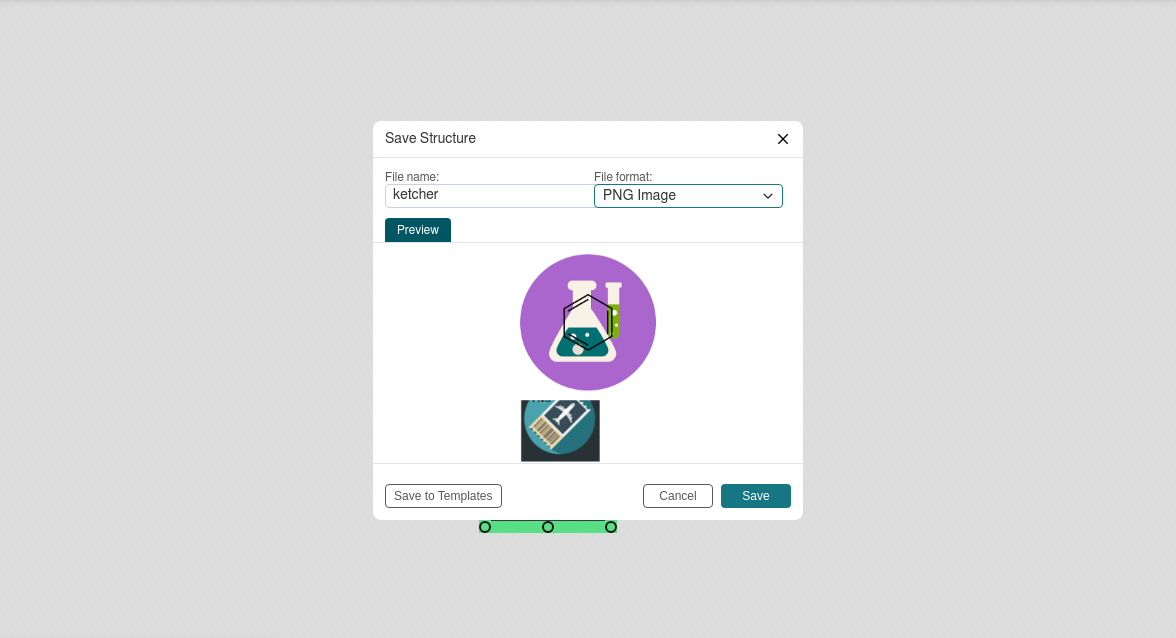 Save Structure
File name:
File format:
ketcher
PNG Image
Preview
Save to Templates
Cancel
Save